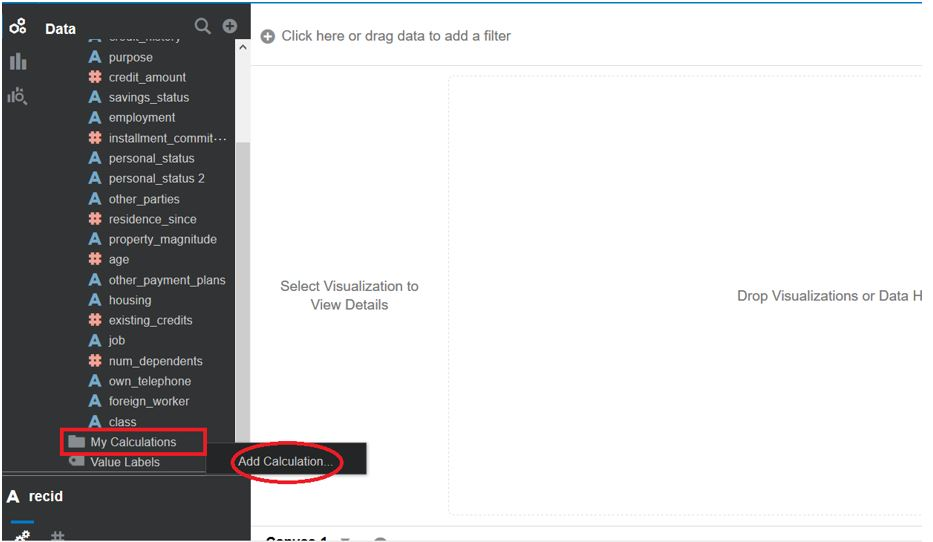 Data
Click here or drag data to add a filter
credit_history
purpose
credit_amount
savings_status
employment
installment_commit...
personal_status
personal_status 2
other_parties
residence_since
property_magnitude
age
other_payment_plans
housing
existing_credits
job
num_dependents
own_telephone
foreign_worker
class
My Calculations
Add Calculation...
Value Labels
A recid
Select Visualization to
View Details
Drop Visualizations or Data H
Canvas 1